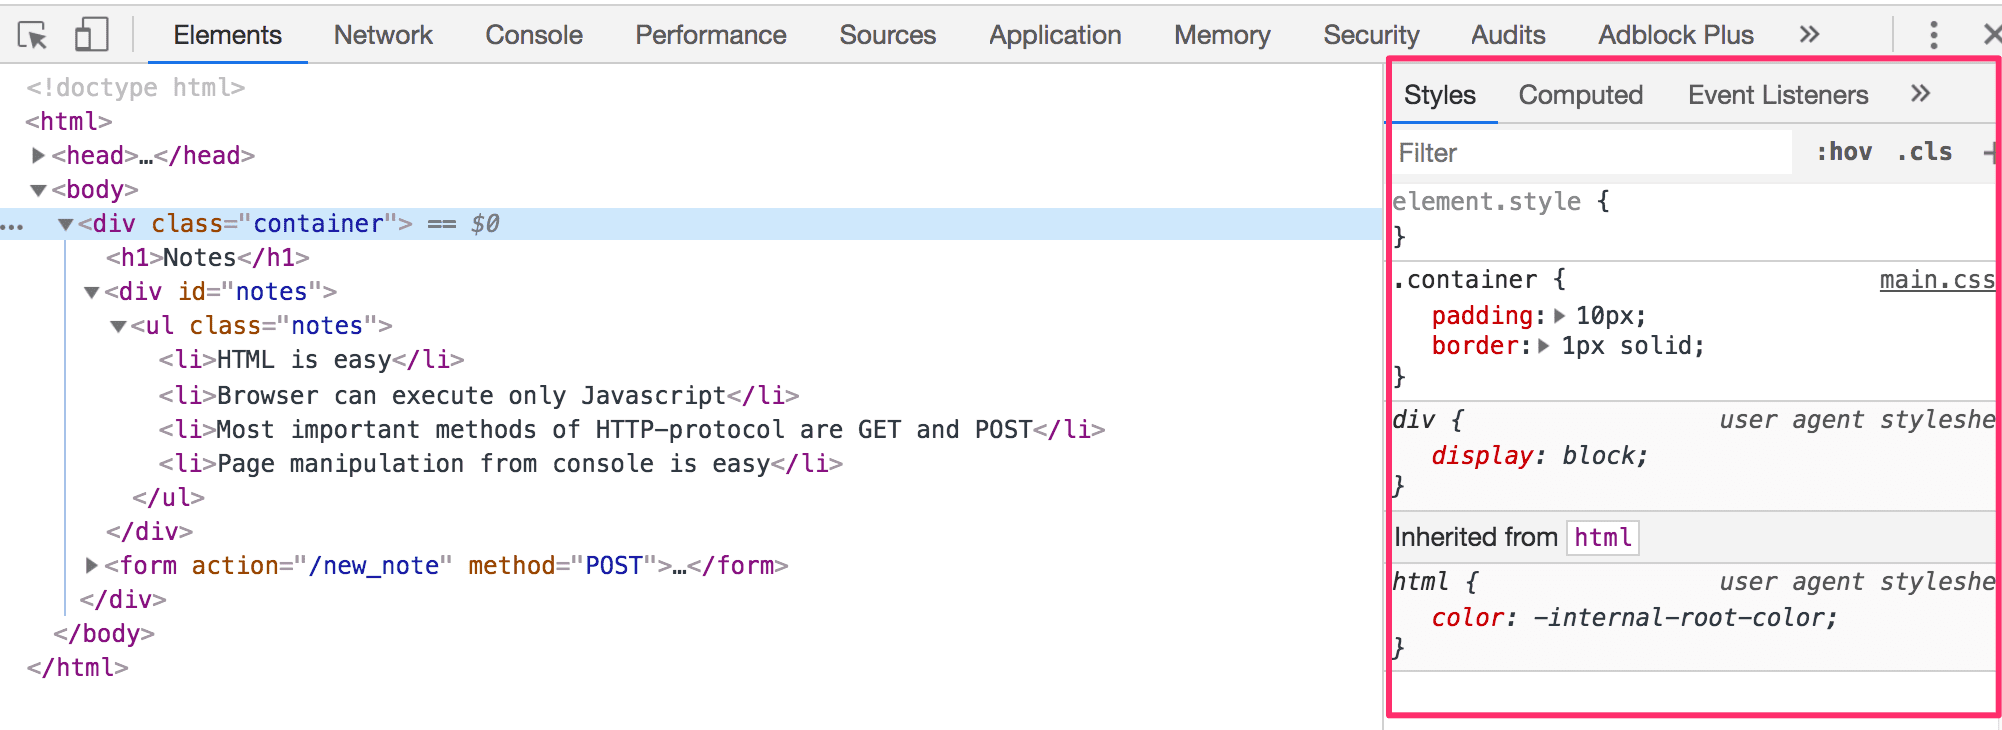 Elements Network Console Performance Sources Application Memory Security Audits Adblock Plus »
<!doctype html>
<html>
▶<head>…</head>
▼<body>
… ▼<div class="container"> == $0
<h1>Notes</h1>
▼<div id="notes">
▼<ul class="notes">
<li>HTML is easy</li>
<li>Browser can execute only Javascript</li>
<li>Most important methods of HTTP-protocol are GET and POST</li>
<li>Page manipulation from console is easy</li>
</ul>
</div>
▶<form action="/new_note" method="POST">…</form>
</div>
</body>
</html>
Styles Computed Event Listeners »
Filter :hov .cls +
element.style {
}
.container { main.css
padding:▶ 10px;
border:▶ 1px solid;
}
div { user agent styleshe
display: block;
}
Inherited from html
html { user agent styleshe
color: -internal-root-color;
}